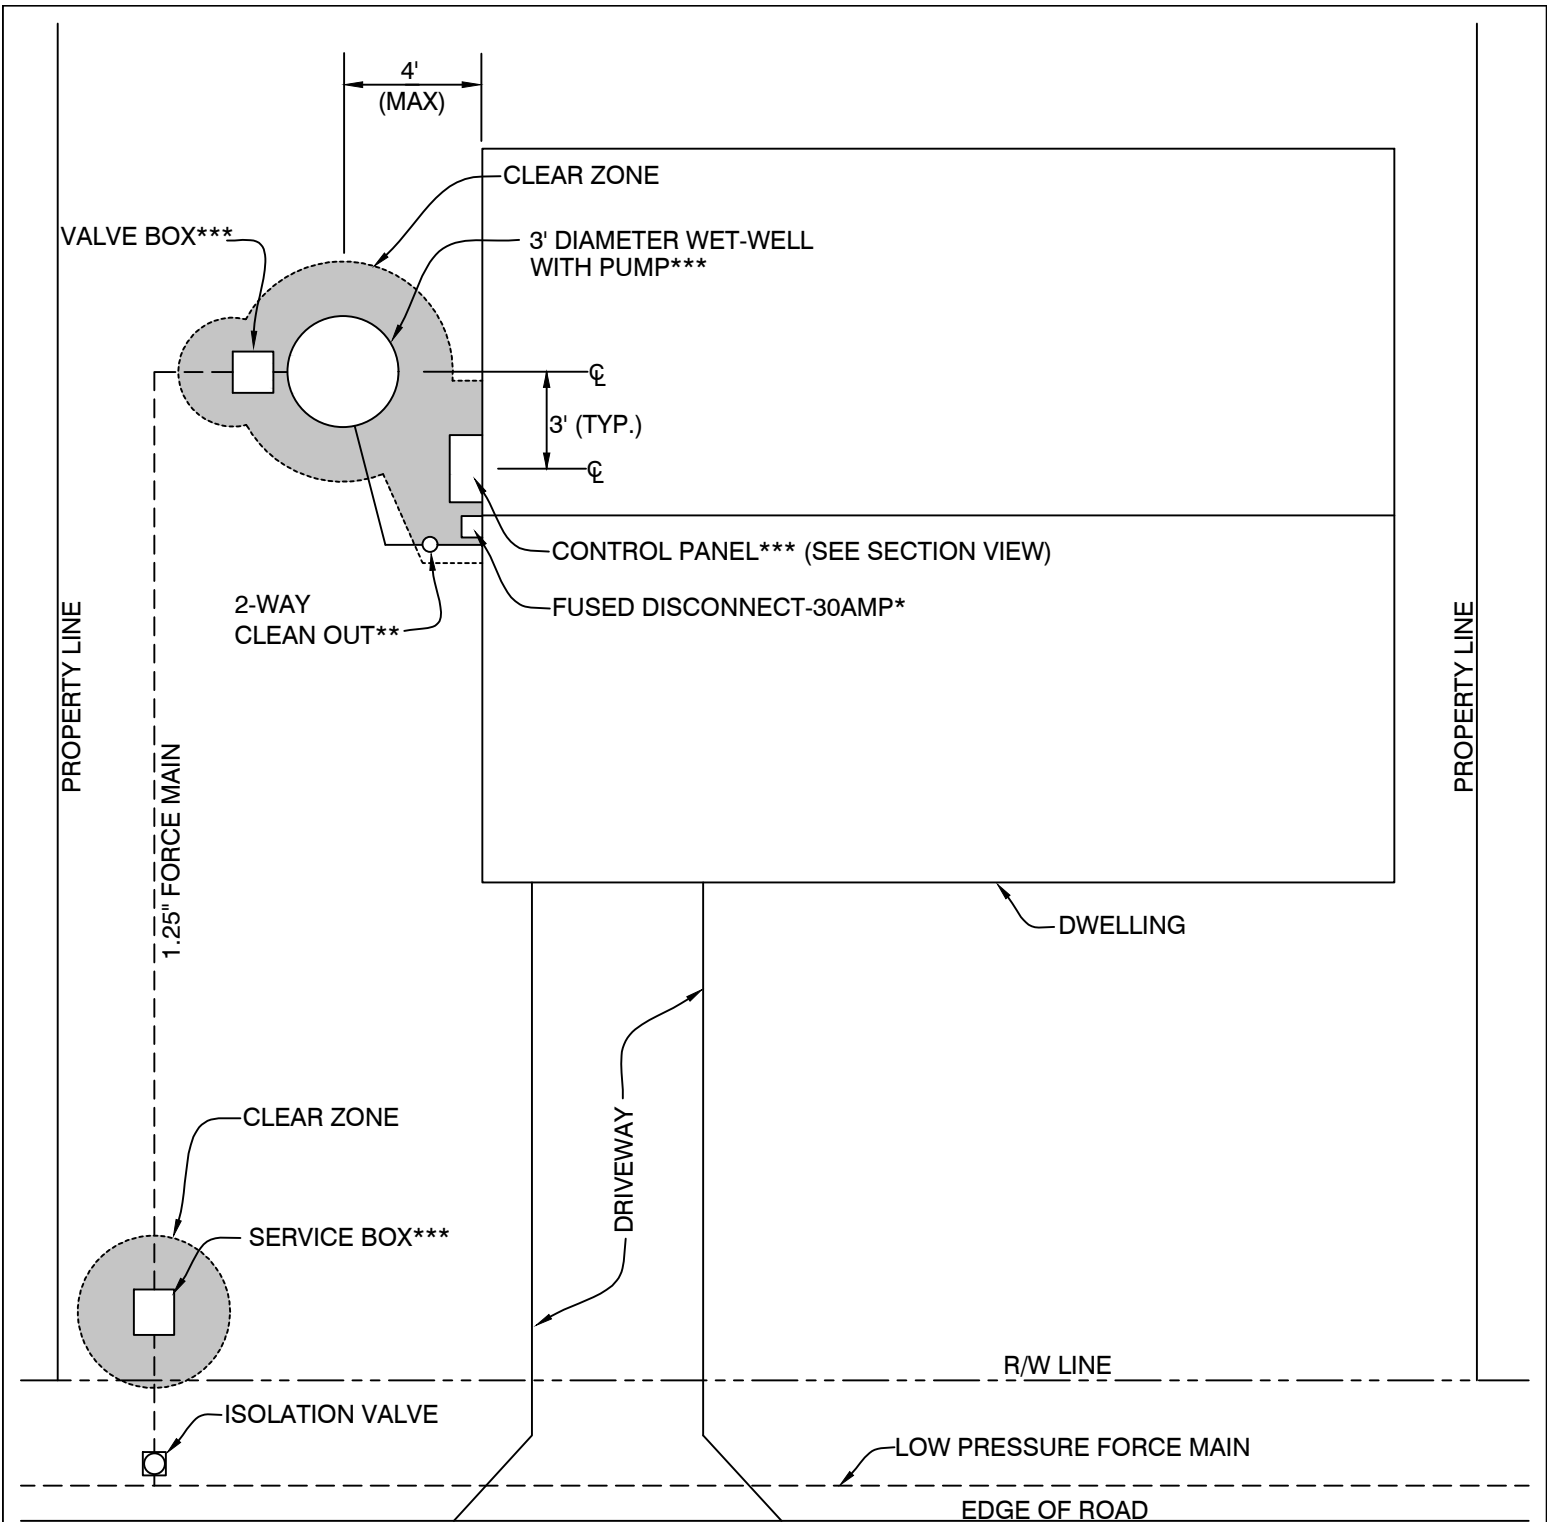 4'
(MAX)
CLEAR ZONE
VALVE BOX***
3' DIAMETER WET-WELL
WITH PUMP***
℄
3' (TYP.)
℄
CONTROL PANEL*** (SEE SECTION VIEW)
2-WAY
CLEAN OUT**
FUSED DISCONNECT-30AMP*
PROPERTY LINE
PROPERTY LINE
1.25" FORCE MAIN
DWELLING
CLEAR ZONE
DRIVEWAY
SERVICE BOX***
R/W LINE
ISOLATION VALVE
LOW PRESSURE FORCE MAIN
EDGE OF ROAD